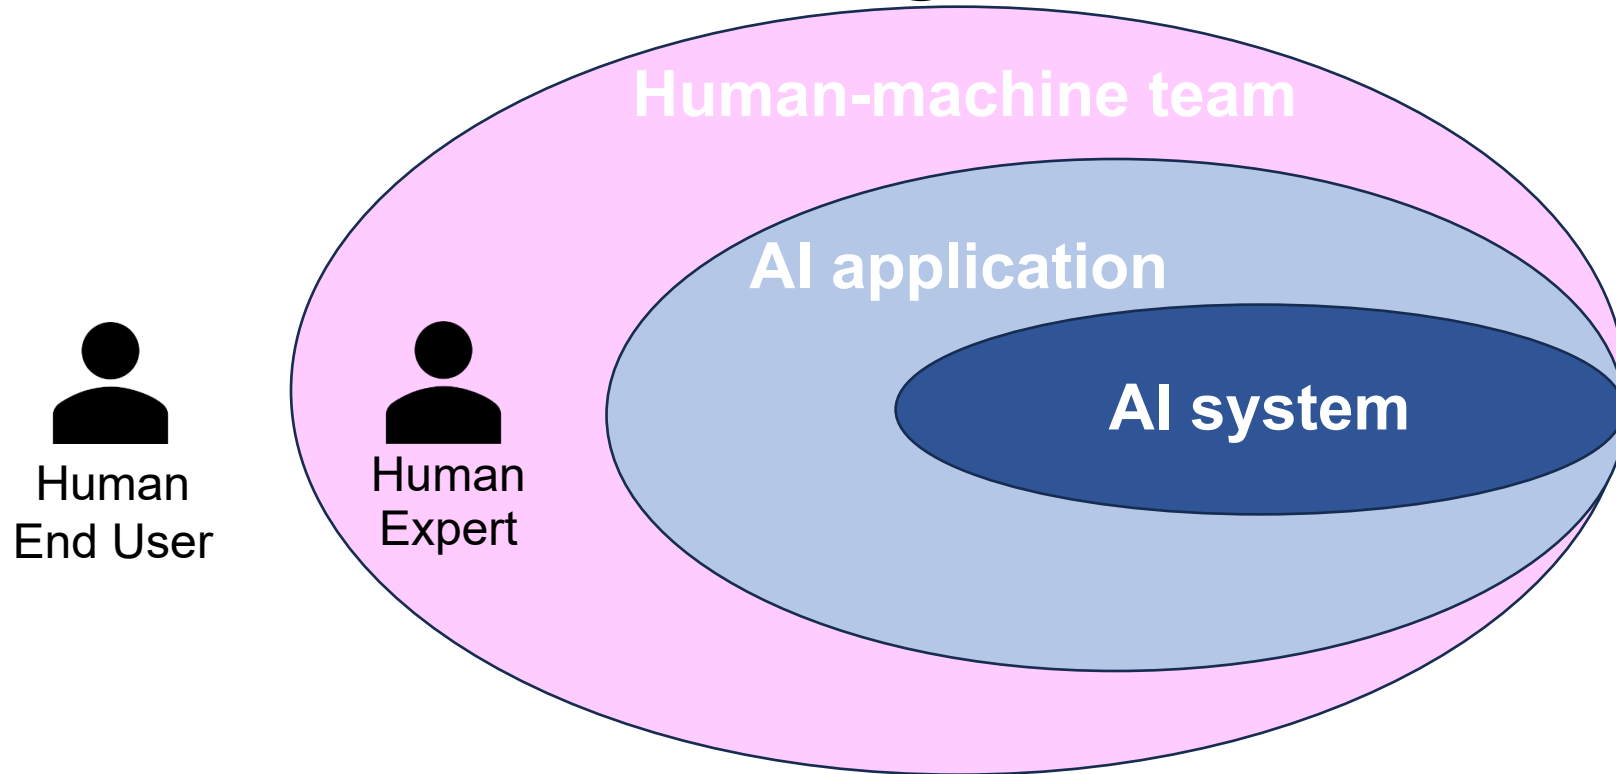 Human-machine team
AI application
AI system
Human
End User
Human
Expert